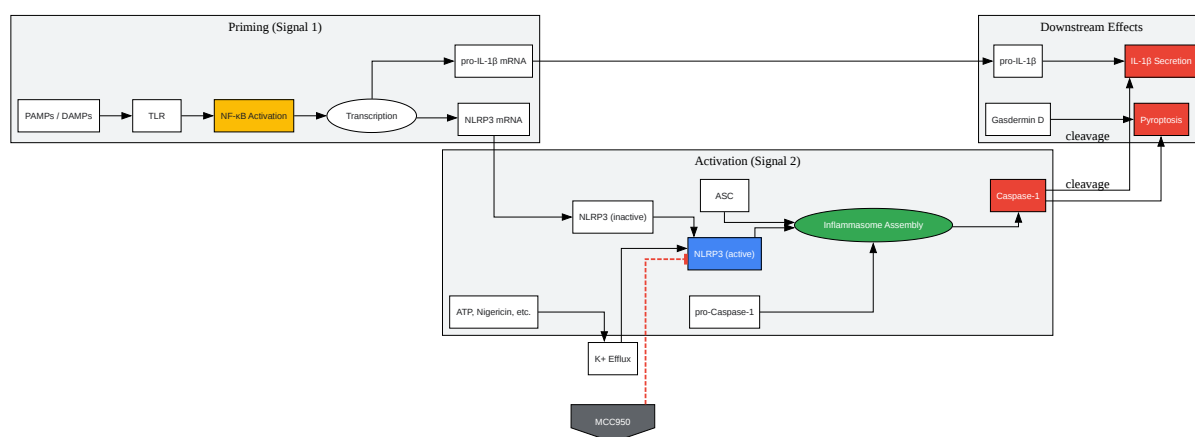 Priming (Signal 1)
pro-IL-1β mRNA
PAMPs / DAMPs
TLR
NF-κB Activation
Transcription
NLRP3 mRNA
Downstream Effects
pro-IL-1β
IL-1β Secretion
Gasdermin D
Pyroptosis
cleavage
cleavage
Activation (Signal 2)
ASC
Caspase-1
NLRP3 (inactive)
Inflammasome Assembly
NLRP3 (active)
ATP, Nigericin, etc.
pro-Caspase-1
K+ Efflux
MCC950